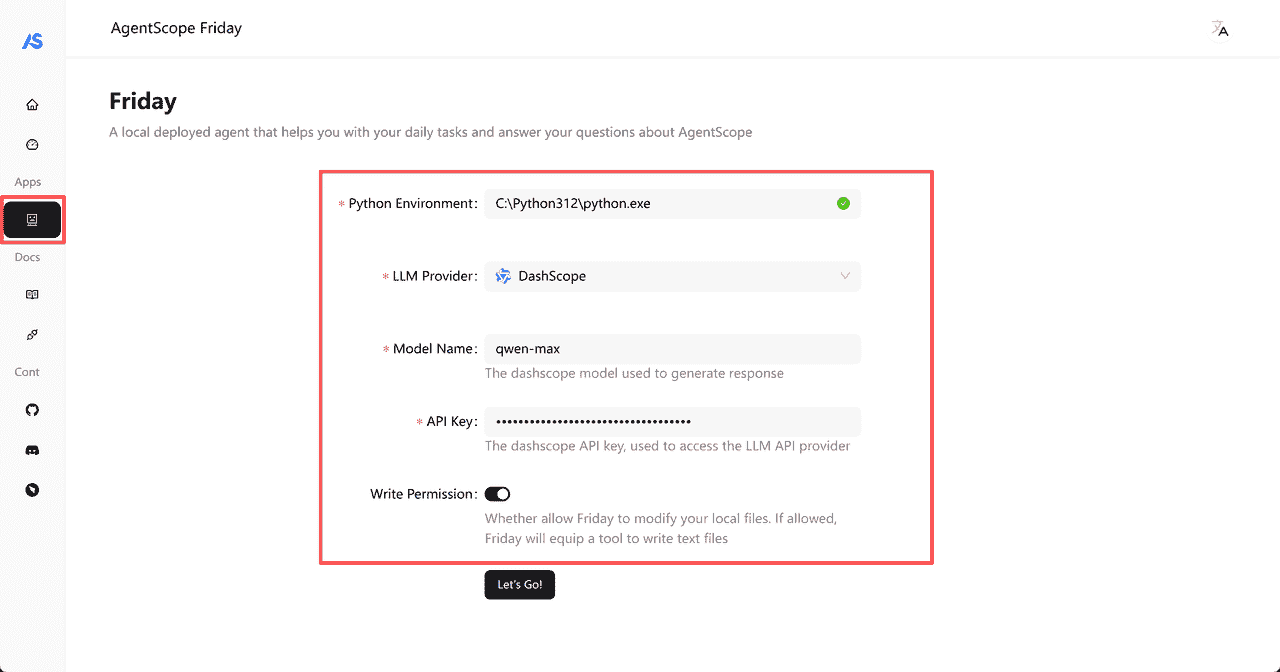 AgentScope Friday
Friday
A local deployed agent that helps you with your daily tasks and answer your questions about AgentScope
Apps
Docs
Cont
* Python Environment: C:\Python312\python.exe
* LLM Provider: DashScope
* Model Name: qwen-max
The dashscope model used to generate response
* API Key: ••••••••••••••••••••••••••••••••••••
The dashscope API key, used to access the LLM API provider
Write Permission:
Whether allow Friday to modify your local files. If allowed,
Friday will equip a tool to write text files
Let's Go!